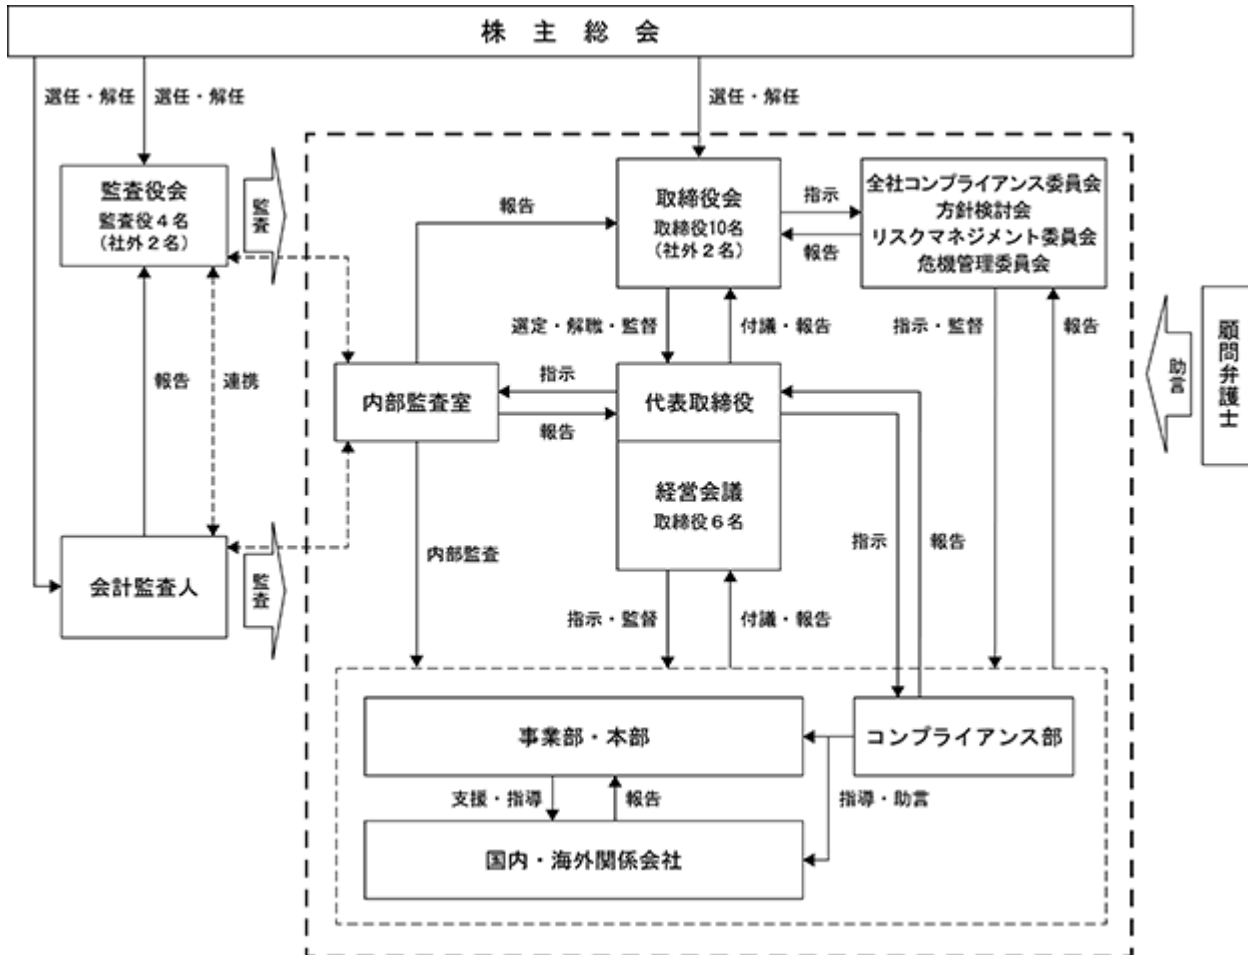 株主総会
選任・解任
選任・解任
選任・解任
監査役会
監査役4名
(社外2名)
監査
取締役会
取締役10名
(社外2名)
指示
報告
全社コンプライアンス委員会
方針検討会
リスクマネジメント委員会
危機管理委員会
報告
選定・解職・監督
付議・報告
指示・監督
報告
顧問弁護士
助言
報告
連携
内部監査室
指示
報告
代表取締役
経営会議
取締役6名
会計監査人
監査
内部監査
指示
報告
指示・監督
付議・報告
事業部・本部
コンプライアンス部
支援・指導
報告
指導・助言
国内・海外関係会社